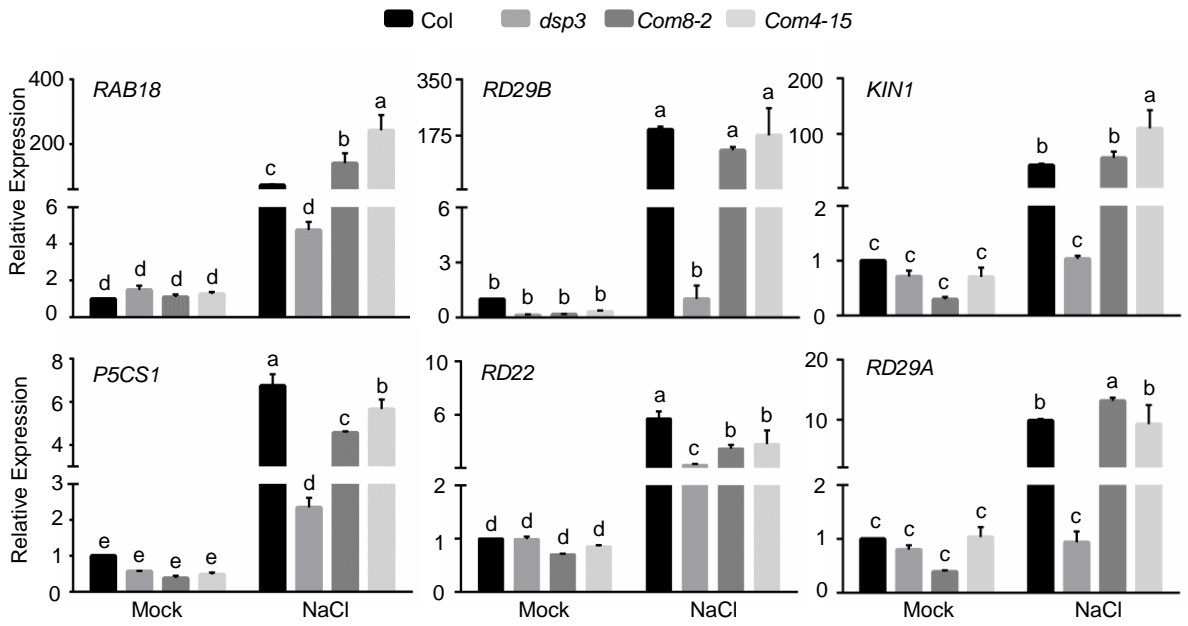 Col dsp3 Com8-2 Com4-15
Relative Expression
RAB18
400
200
6
4
2
0
d d d d
c d b a
RD29B
350
175
6
3
0
b b b b
a b a a
KIN1
200
100
2
1
0
c c c c
b c b a
Relative Expression
P5CS1
8
6
4
3
2
1
0
e e e e
a d c b
Mock NaCl
RD22
10
6
2
1
0
d d d d
a c b b
Mock NaCl
RD29A
20
10
2
1
0
c c c c
b c a b
Mock NaCl